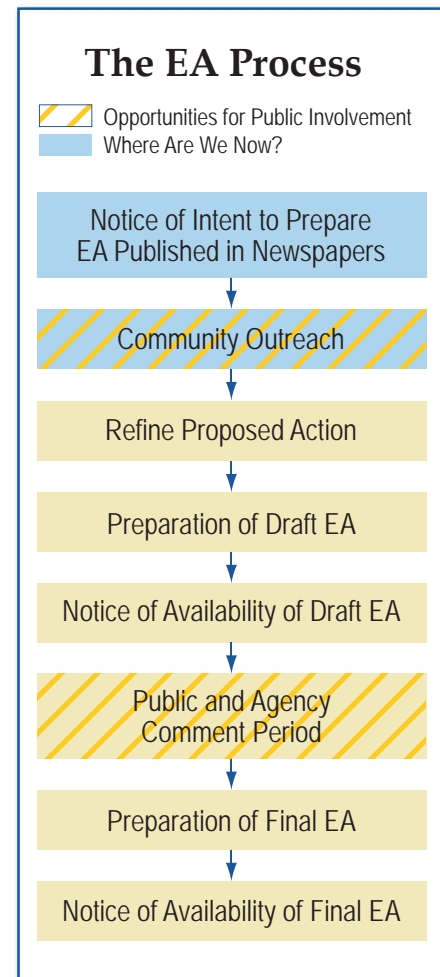 The EA Process
Opportunities for Public Involvement
Where Are We Now?
Notice of Intent to Prepare
EA Published in Newspapers
Community Outreach
Refine Proposed Action
Preparation of Draft EA
Notice of Availability of Draft EA
Public and Agency
Comment Period
Preparation of Final EA
Notice of Availability of Final EA